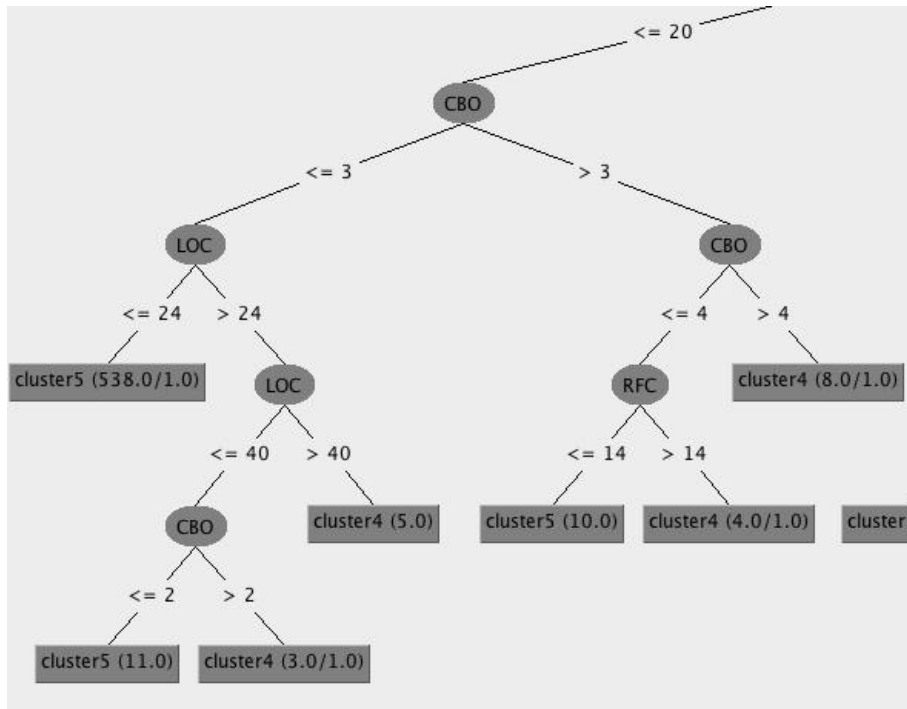 <= 20
CBO
<= 3 > 3
LOC CBO
<= 24 > 24 <= 4 > 4
cluster5 (538.0/1.0) LOC RFC cluster4 (8.0/1.0)
<= 40 > 40 <= 14 > 14
CBO cluster4 (5.0) cluster5 (10.0) cluster4 (4.0/1.0) cluster
<= 2 > 2
cluster5 (11.0) cluster4 (3.0/1.0)